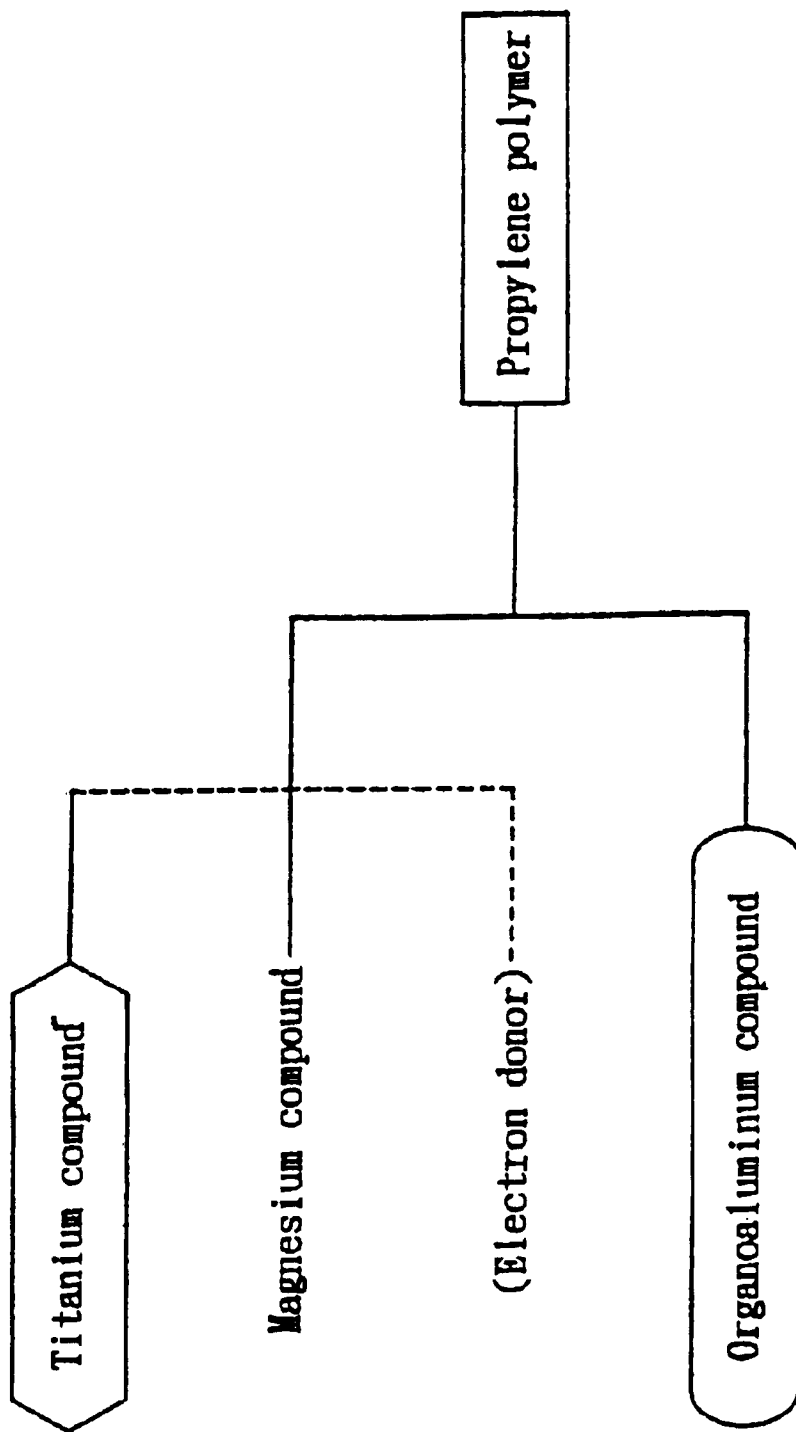 Titanium compound
Magnesium compound
(Electron donor)
Organoaluminum compound
Propylene polymer